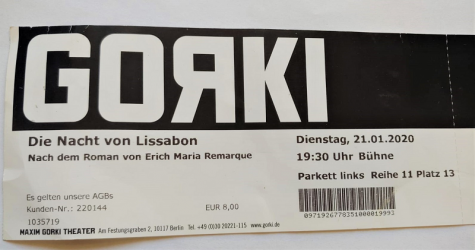 GORKI
Die Nacht von Lissabon
Nach dem Roman von Erich Maria Remarque
Dienstag, 21.01.2020
19:30 Uhr Bühne
Parkett links Reihe 11 Platz 13
Es gelten unsere AGBs
Kunden-Nr.: 220144 EUR 8,00
1035719
0971926778351000019993
MAXIM GORKI THEATER Am Festungsgraben 2, 10117 Berlin Tel. +49 (0)30 20221-115 www.gorki.de